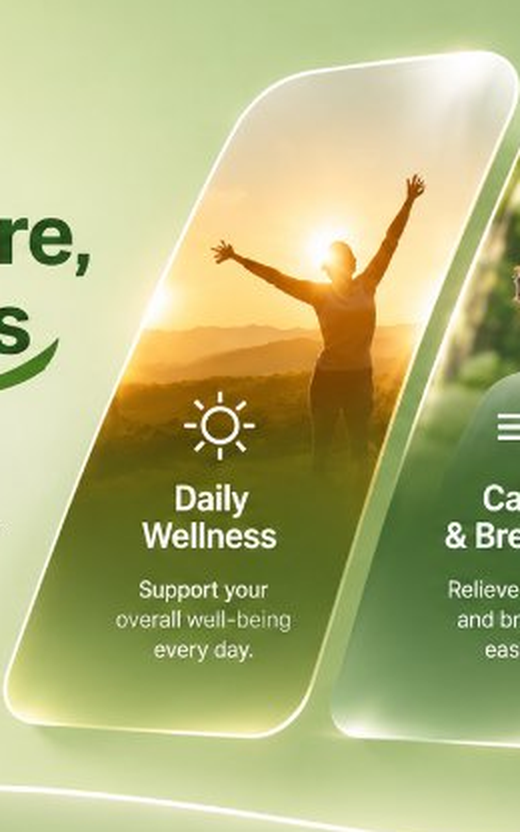 re,
s
Daily
Wellness
Support your
overall well-being
every day.
Ca
& Bre
Relieve
and br
eas